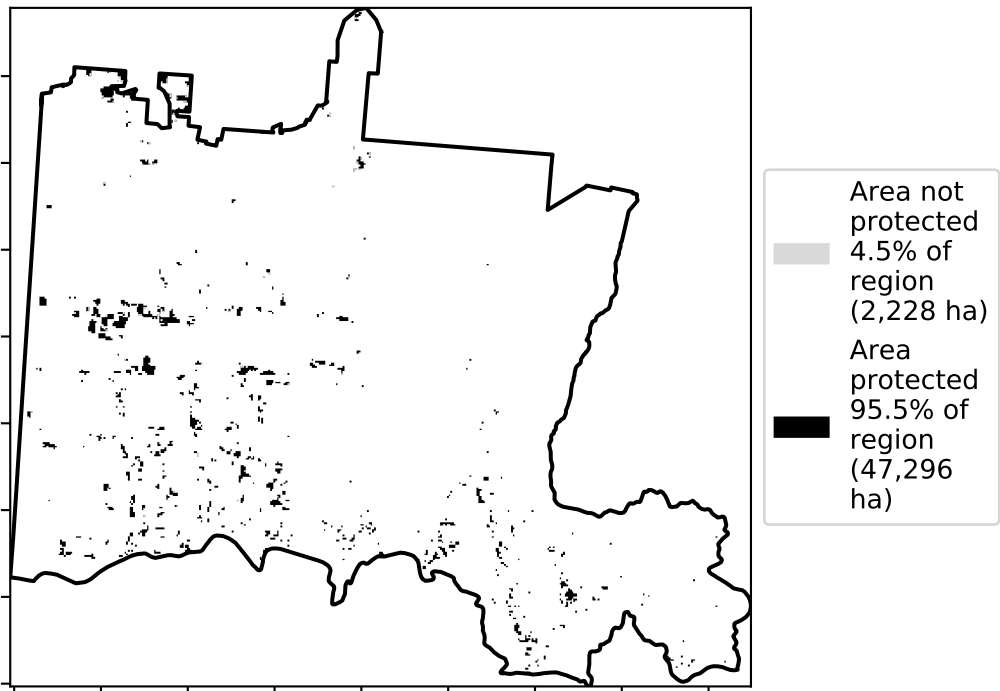 Area not
protected
4.5% of
region
(2,228 ha)
Area
protected
95.5% of
region
(47,296
ha)